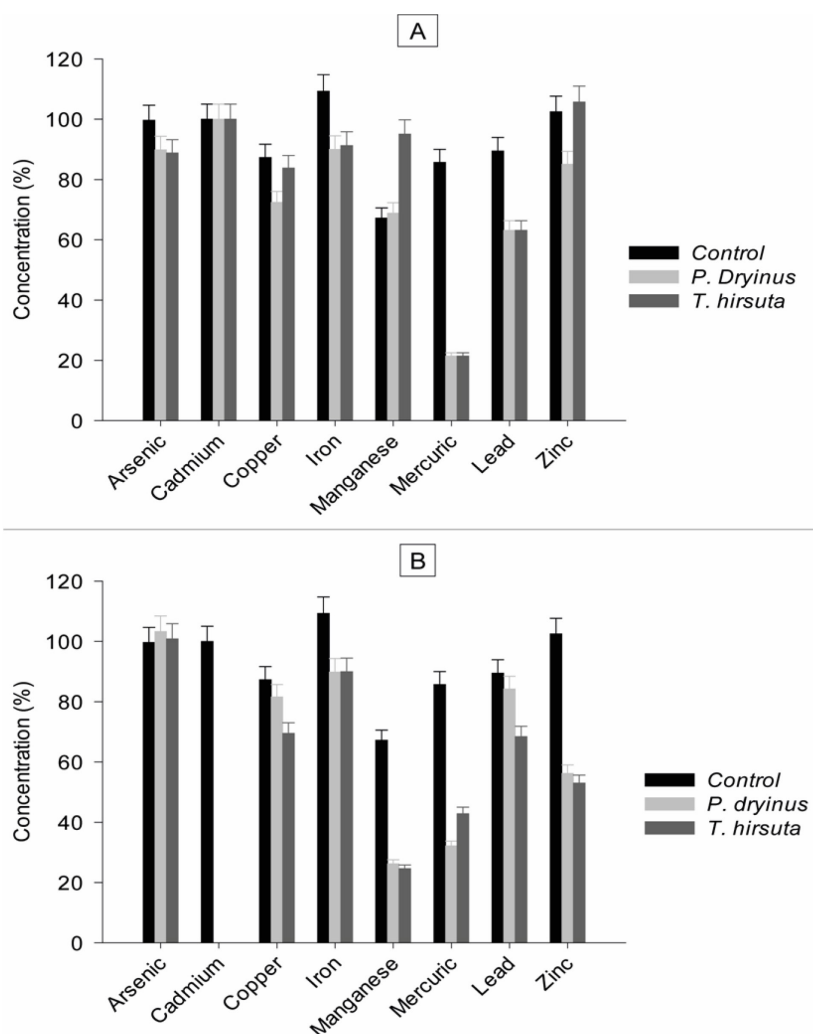 A
120
100
80
60
40
20
0
Concentration (%)
Arsenic
Cadmium
Copper
Iron
Manganese
Mercuric
Lead
Zinc
Control
P. Dryinus
T. hirsuta
B
120
100
80
60
40
20
0
Concentration (%)
Arsenic
Cadmium
Copper
Iron
Manganese
Mercuric
Lead
Zinc
Control
P. dryinus
T. hirsuta